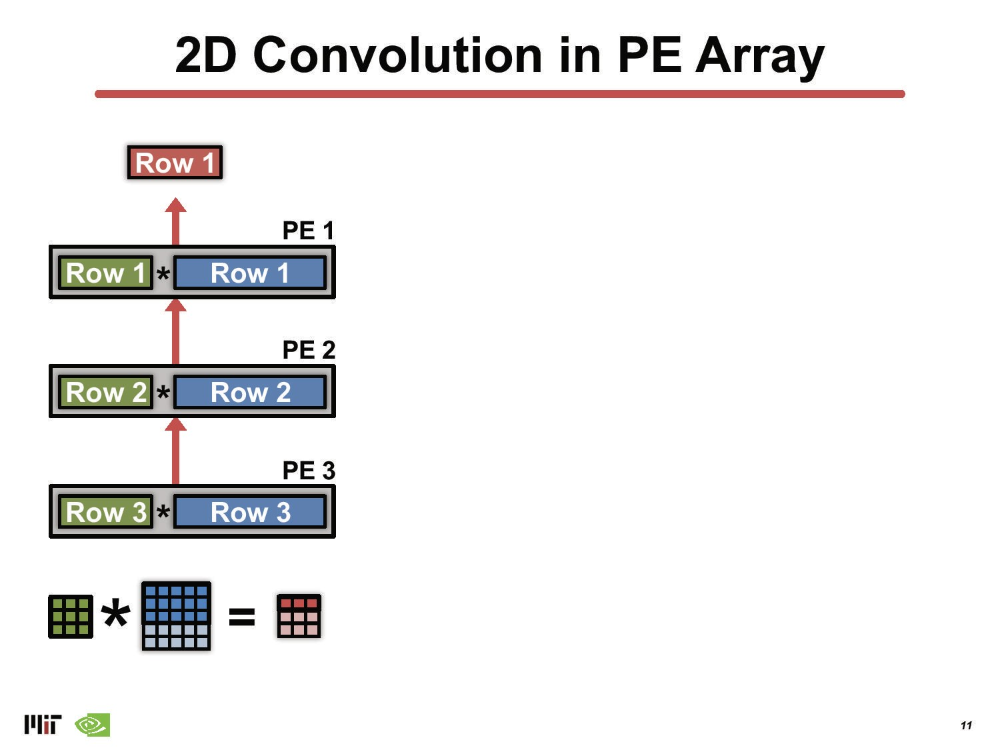 2D Convolution in PE Array
Row 1
PE 1
Row 1 * Row 1
PE 2
Row 2 * Row 2
PE 3
Row 3 * Row 3
* =
MIT
11